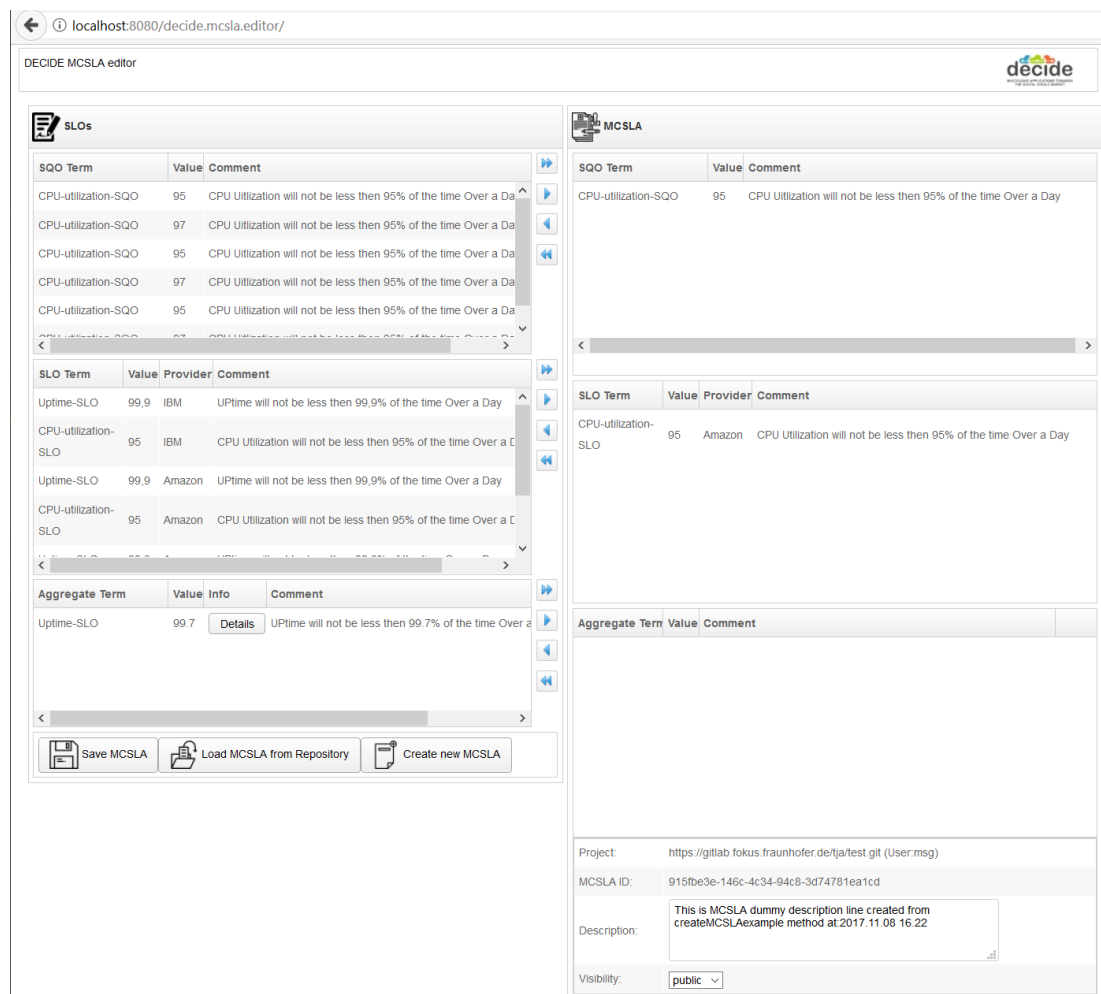 localhost:8080/decide.mcsla.editor/
DECIDE MCSLA editor
decide
SLOs
SQO Term Value Comment
CPU-utilization-SQO 95 CPU Uitlization will not be less then 95% of the time Over a Da
CPU-utilization-SQO 97 CPU Uitlization will not be less then 95% of the time Over a Da
CPU-utilization-SQO 95 CPU Uitlization will not be less then 95% of the time Over a Da
CPU-utilization-SQO 97 CPU Uitlization will not be less then 95% of the time Over a Da
CPU-utilization-SQO 95 CPU Uitlization will not be less then 95% of the time Over a Da
SLO Term Value Provider Comment
Uptime-SLO 99,9 IBM UPtime will not be less then 99,9% of the time Over a Day
CPU-utilization-
SLO 95 IBM CPU Utilization will not be less then 95% of the time Over a D
Uptime-SLO 99,9 Amazon UPtime will not be less then 99,9% of the time Over a Day
CPU-utilization-
SLO 95 Amazon CPU Utilization will not be less then 95% of the time Over a D
Aggregate Term Value Info Comment
Uptime-SLO 99.7 Details UPtime will not be less then 99.7% of the time Over a
Save MCSLA
Load MCSLA from Repository
Create new MCSLA
MCSLA
SQO Term Value Comment
CPU-utilization-SQO 95 CPU Uitlization will not be less then 95% of the time Over a Day
SLO Term Value Provider Comment
CPU-utilization-
SLO 95 Amazon CPU Utilization will not be less then 95% of the time Over a Day
Aggregate Term Value Comment
Project: https://gitlab.fokus.fraunhofer.de/tja/test.git (User:msg)
MCSLA ID: 915fbe3e-146c-4c34-94c8-3d74781ea1cd
Description: This is MCSLA dummy description line created from
createMCSLAexample method at:2017.11.08 16.22
Visibility: public